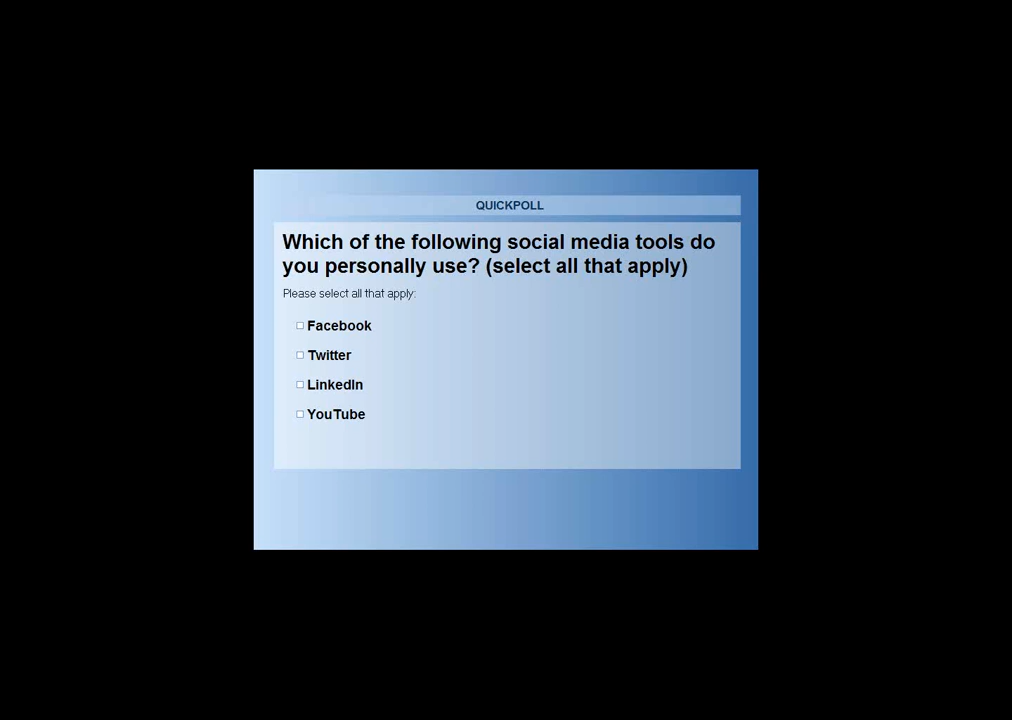 QUICKPOLL
Which of the following social media tools do
you personally use? (select all that apply)
Please select all that apply:
Facebook
Twitter
LinkedIn
YouTube